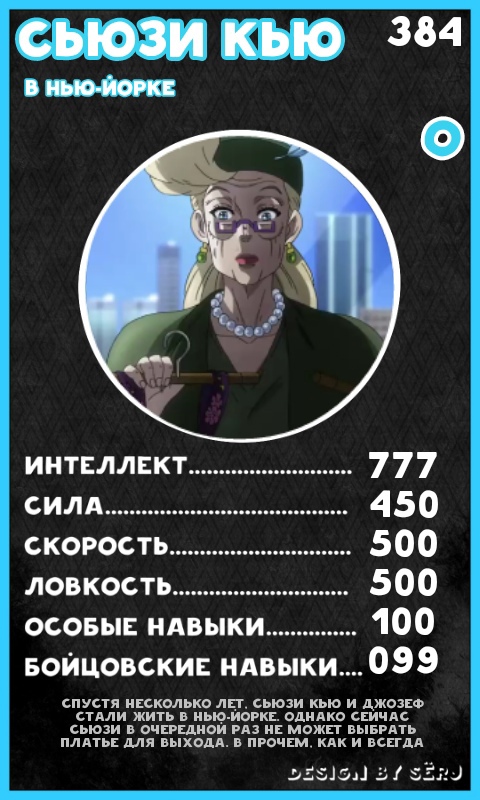 СЬЮЗИ КЬЮ
384
В НЬЮ-ЙОРКЕ
О
ИНТЕЛЛЕКТ.................................. 777
СИЛА.................................................. 450
СКОРОСТЬ..................................... 500
ЛОВКОСТЬ.................................... 500
ОСОБЫЕ НАВЫКИ.................. 100
БОЙЦОВСКИЕ НАВЫКИ.... 099
СПУСТЯ НЕСКОЛЬКО ЛЕТ, СЬЮЗИ КЬЮ И ДЖОЗЕФ
СТАЛИ ЖИТЬ В НЬЮ-ЙОРКЕ. ОДНАКО СЕЙЧАС
СЬЮЗИ В ОЧЕРЕДНОЙ РАЗ НЕ МОЖЕТ ВЫБРАТЬ
ПЛАТЬЕ ДЛЯ ВЫХОДА. В ПРОЧЕМ, КАК И ВСЕГДА
DESIGN BY SЁRJ